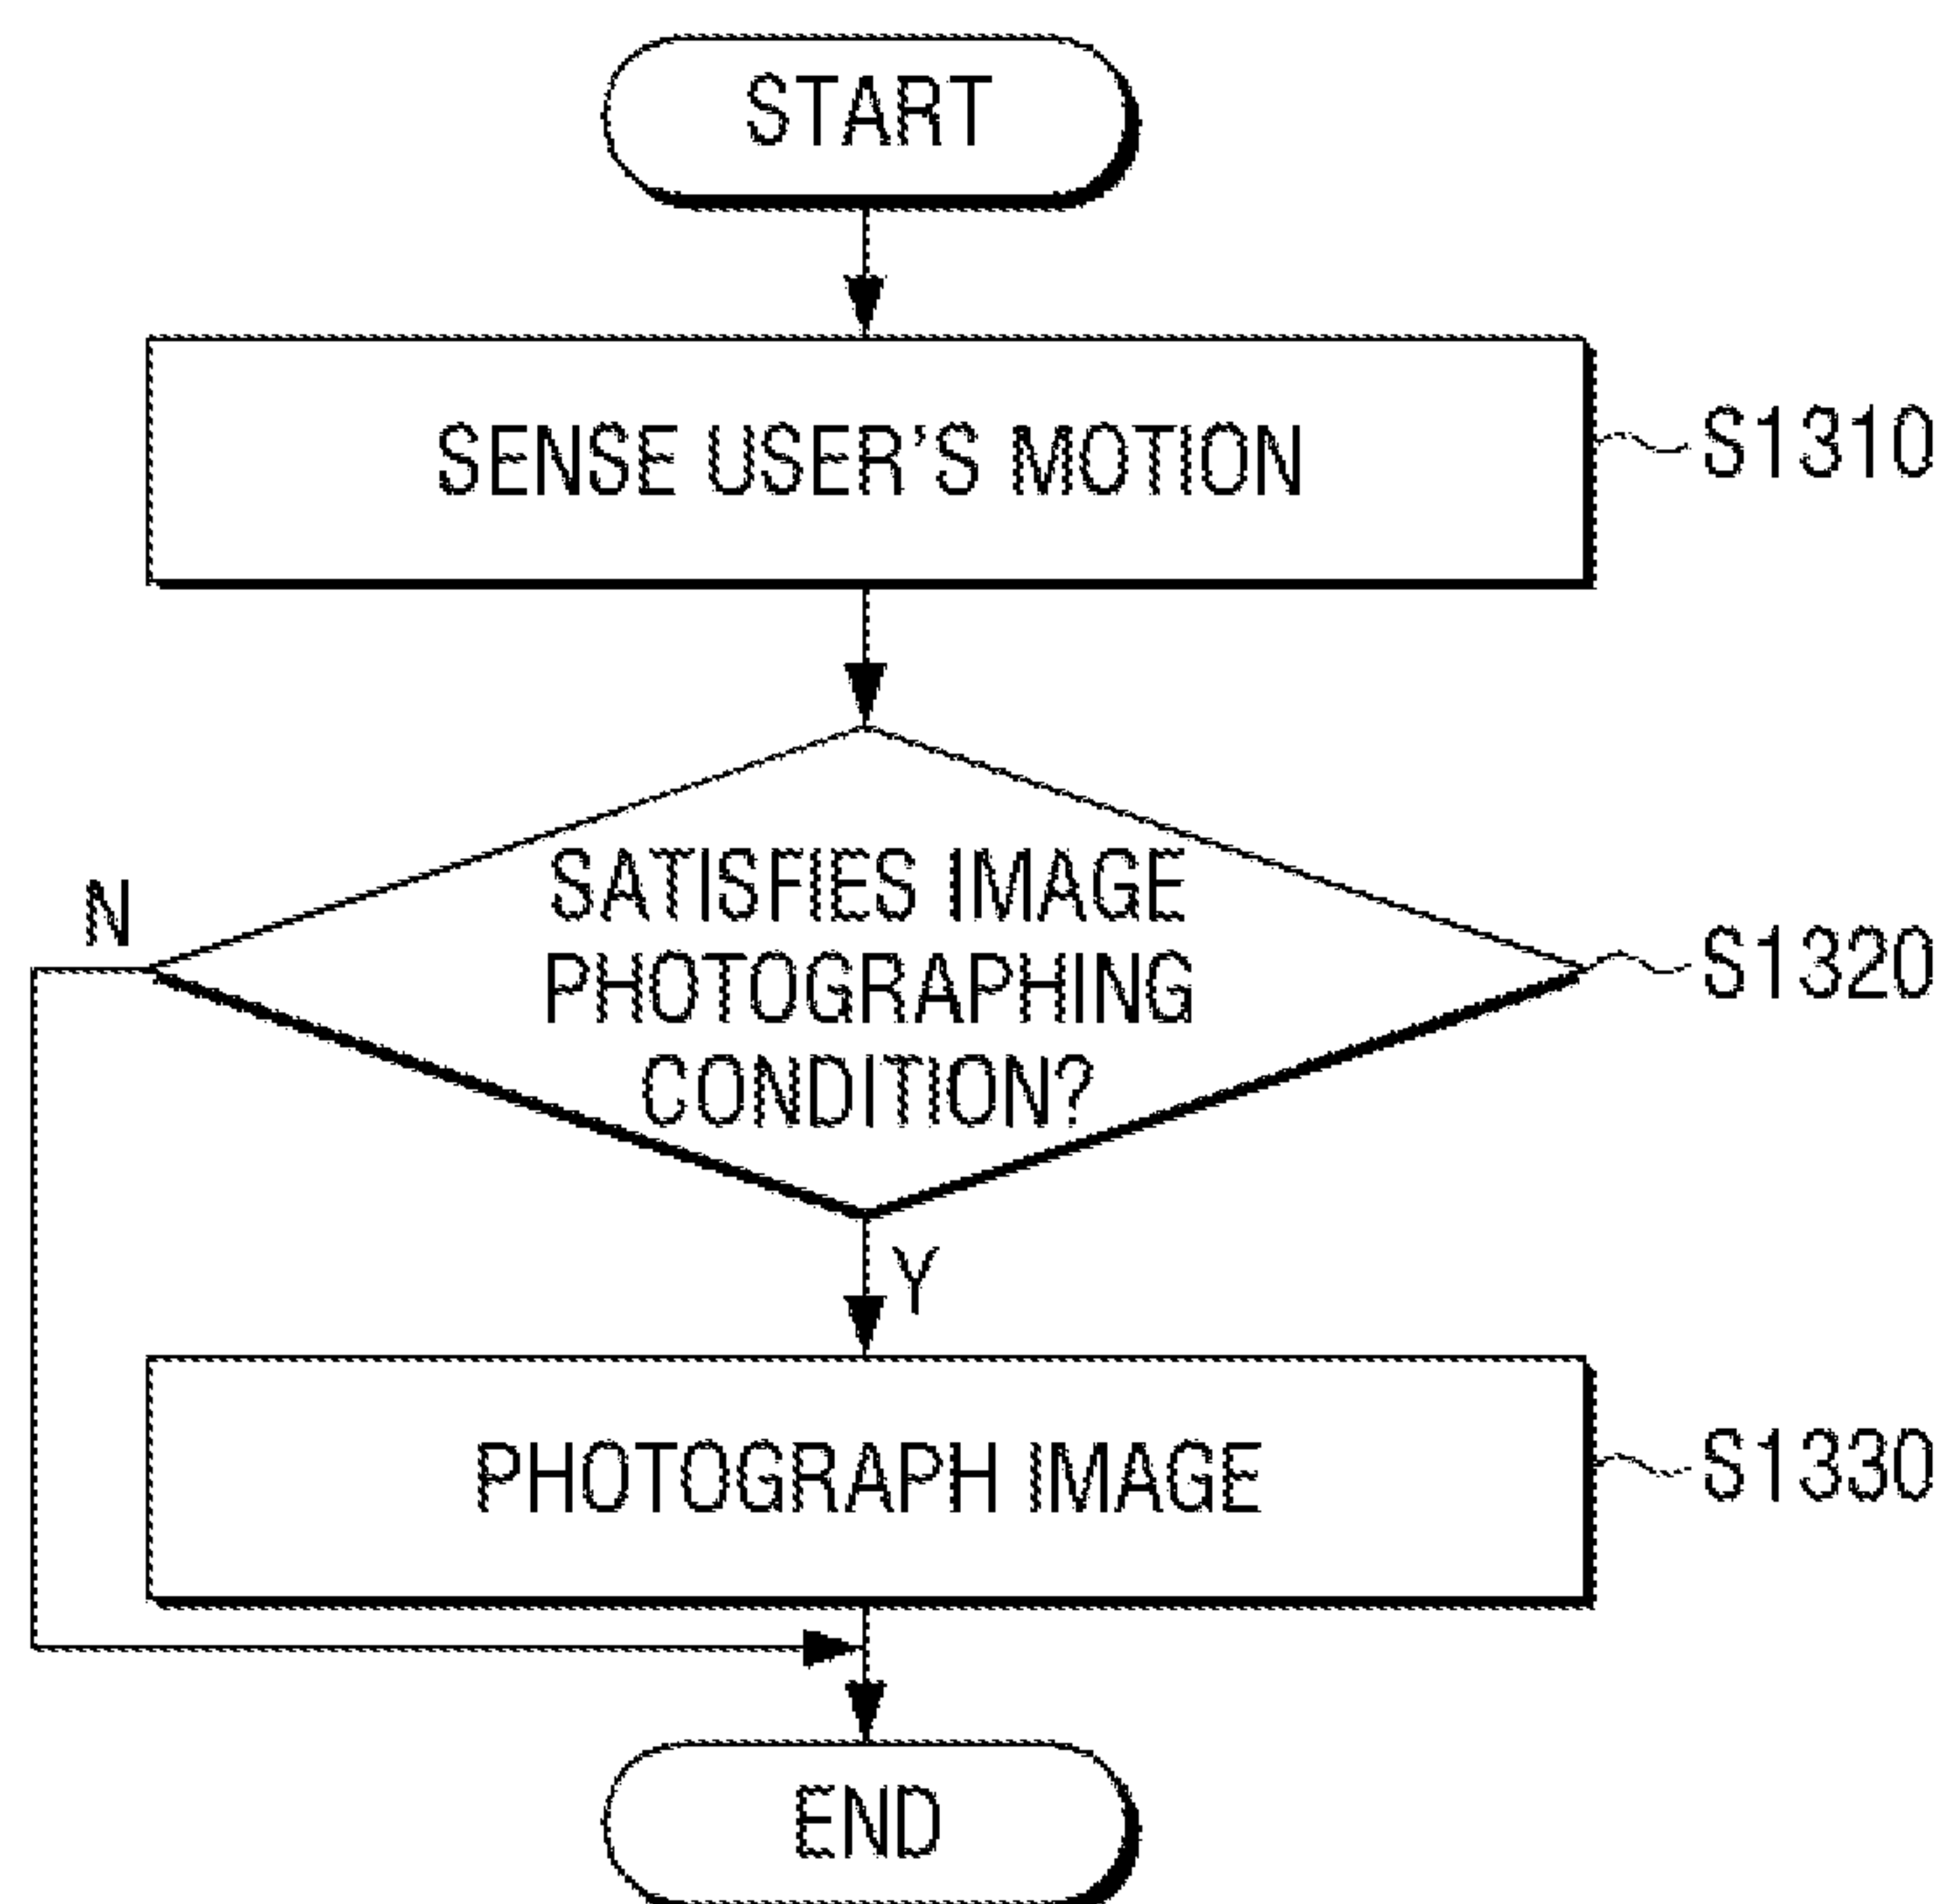 START
SENSE USER'S MOTION
S1310
SATISFIES IMAGE
PHOTOGRAPHING
CONDITION?
N
S1320
Y
PHOTOGRAPH IMAGE
S1330
END